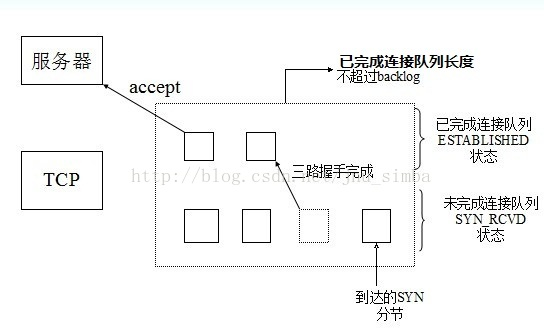 服务器
accept
已完成连接队列长度
不超过backlog
已完成连接队列
ESTABLISHED
状态
TCP
三路握手完成
未完成连接队列
SYN_RCVD
状态
到达的SYN
分节